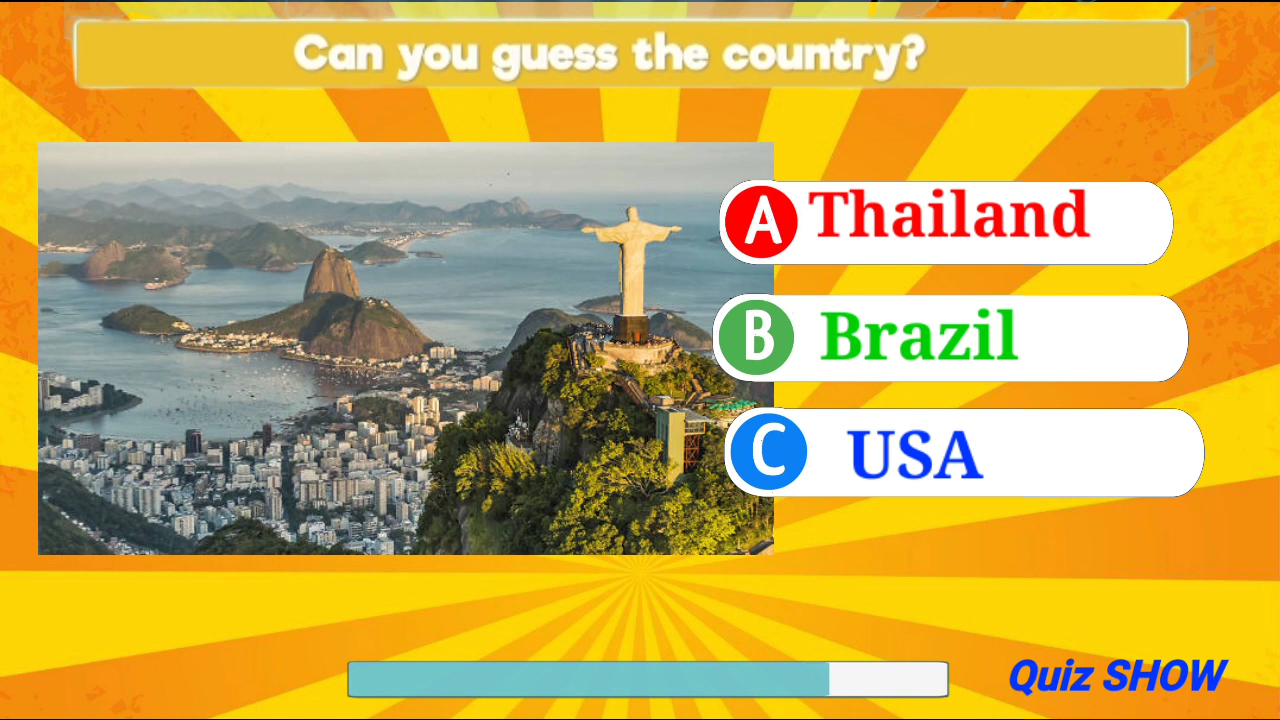 Can you guess the country?
A Thailand
B Brazil
C USA
Quiz SHOW